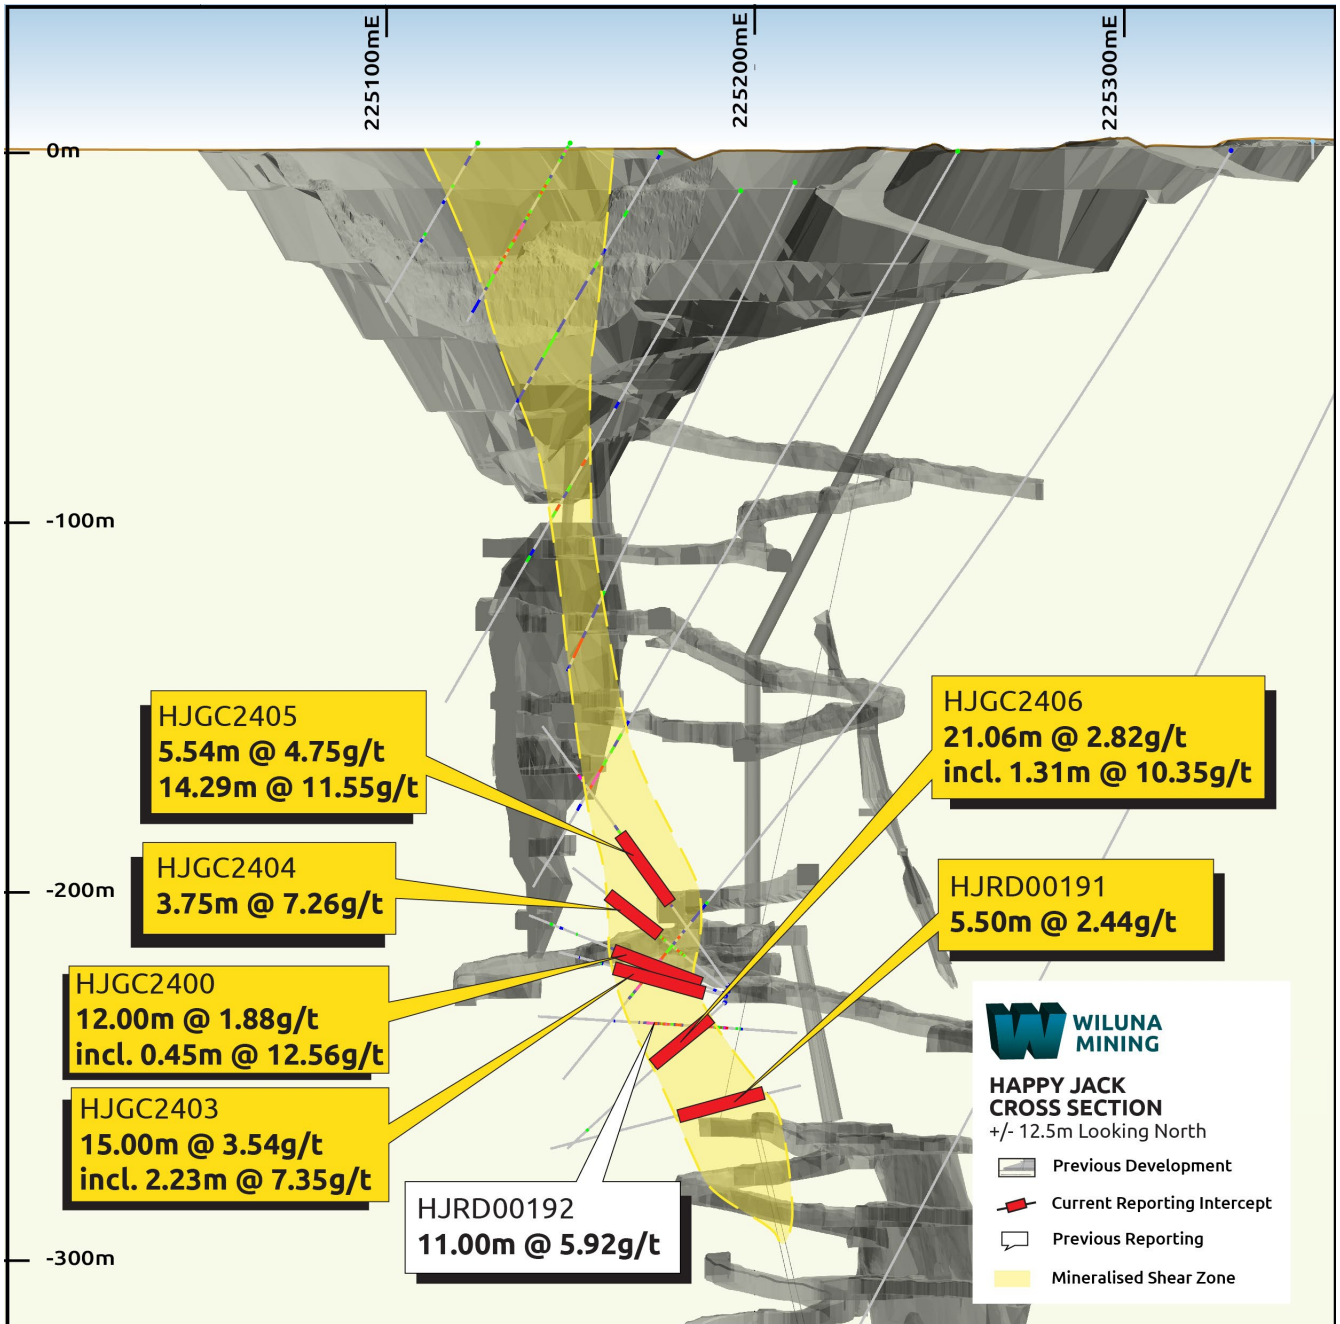 225100mE
225200mE
225300mE
0m
-100m
-200m
-300m
HJGC2405
5.54m @ 4.75g/t
14.29m @ 11.55g/t
HJGC2404
3.75m @ 7.26g/t
HJGC2400
12.00m @ 1.88g/t
incl. 0.45m @ 12.56g/t
HJGC2403
15.00m @ 3.54g/t
incl. 2.23m @ 7.35g/t
HJRD00192
11.00m @ 5.92g/t
HJGC2406
21.06m @ 2.82g/t
incl. 1.31m @ 10.35g/t
HJRD00191
5.50m @ 2.44g/t
WILUNA
MINING
HAPPY JACK
CROSS SECTION
+/- 12.5m Looking North
Previous Development
Current Reporting Intercept
Previous Reporting
Mineralised Shear Zone